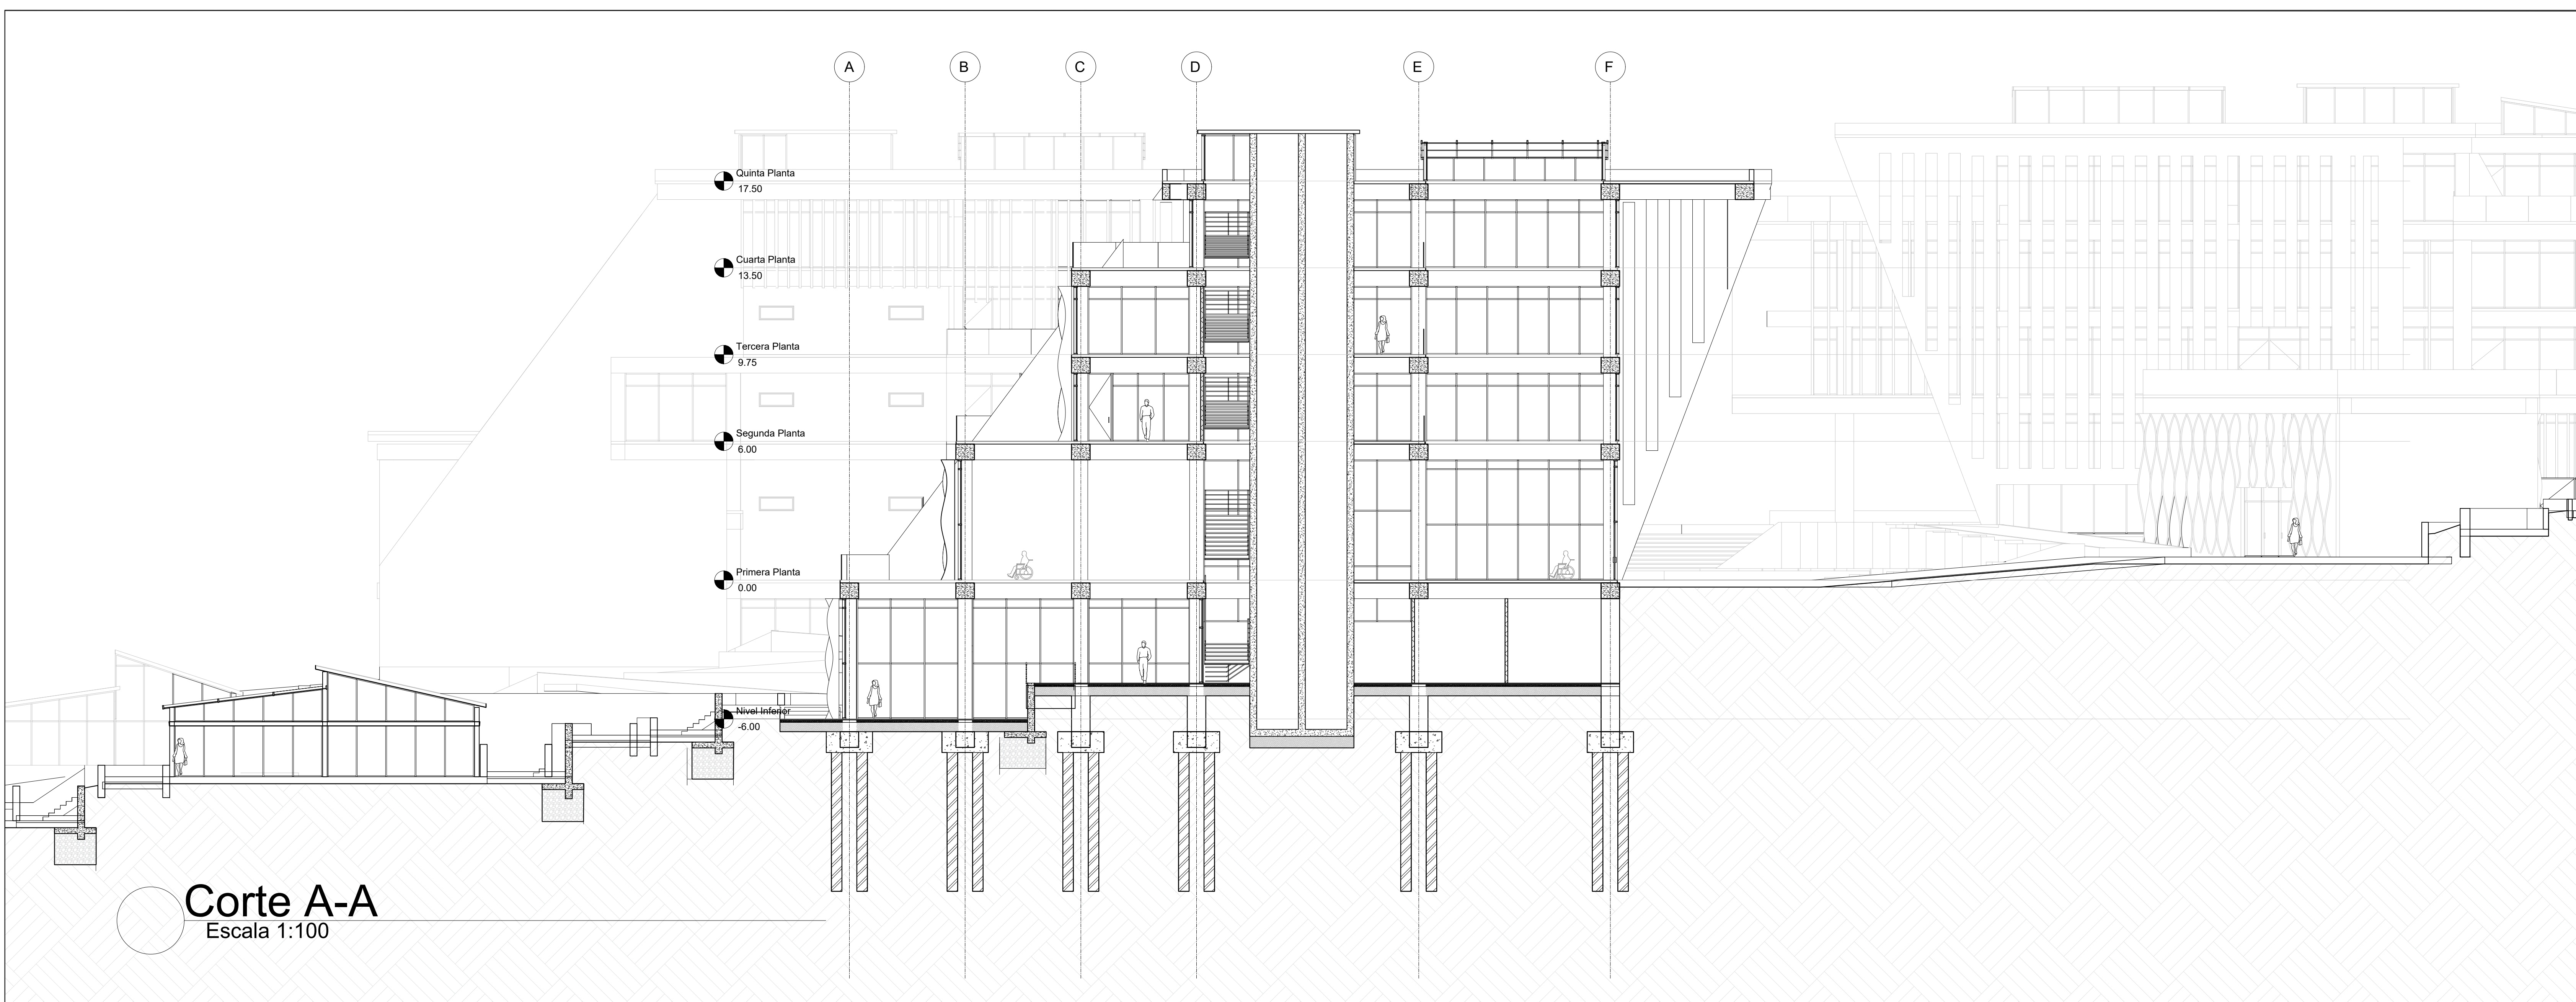 A B C D E F
Quinta Planta
17.50
Cuarta Planta
13.50
Tercera Planta
9.75
Segunda Planta
6.00
Primera Planta
0.00
Nivel Inferior
-6.00
Corte A-A
Escala 1:100